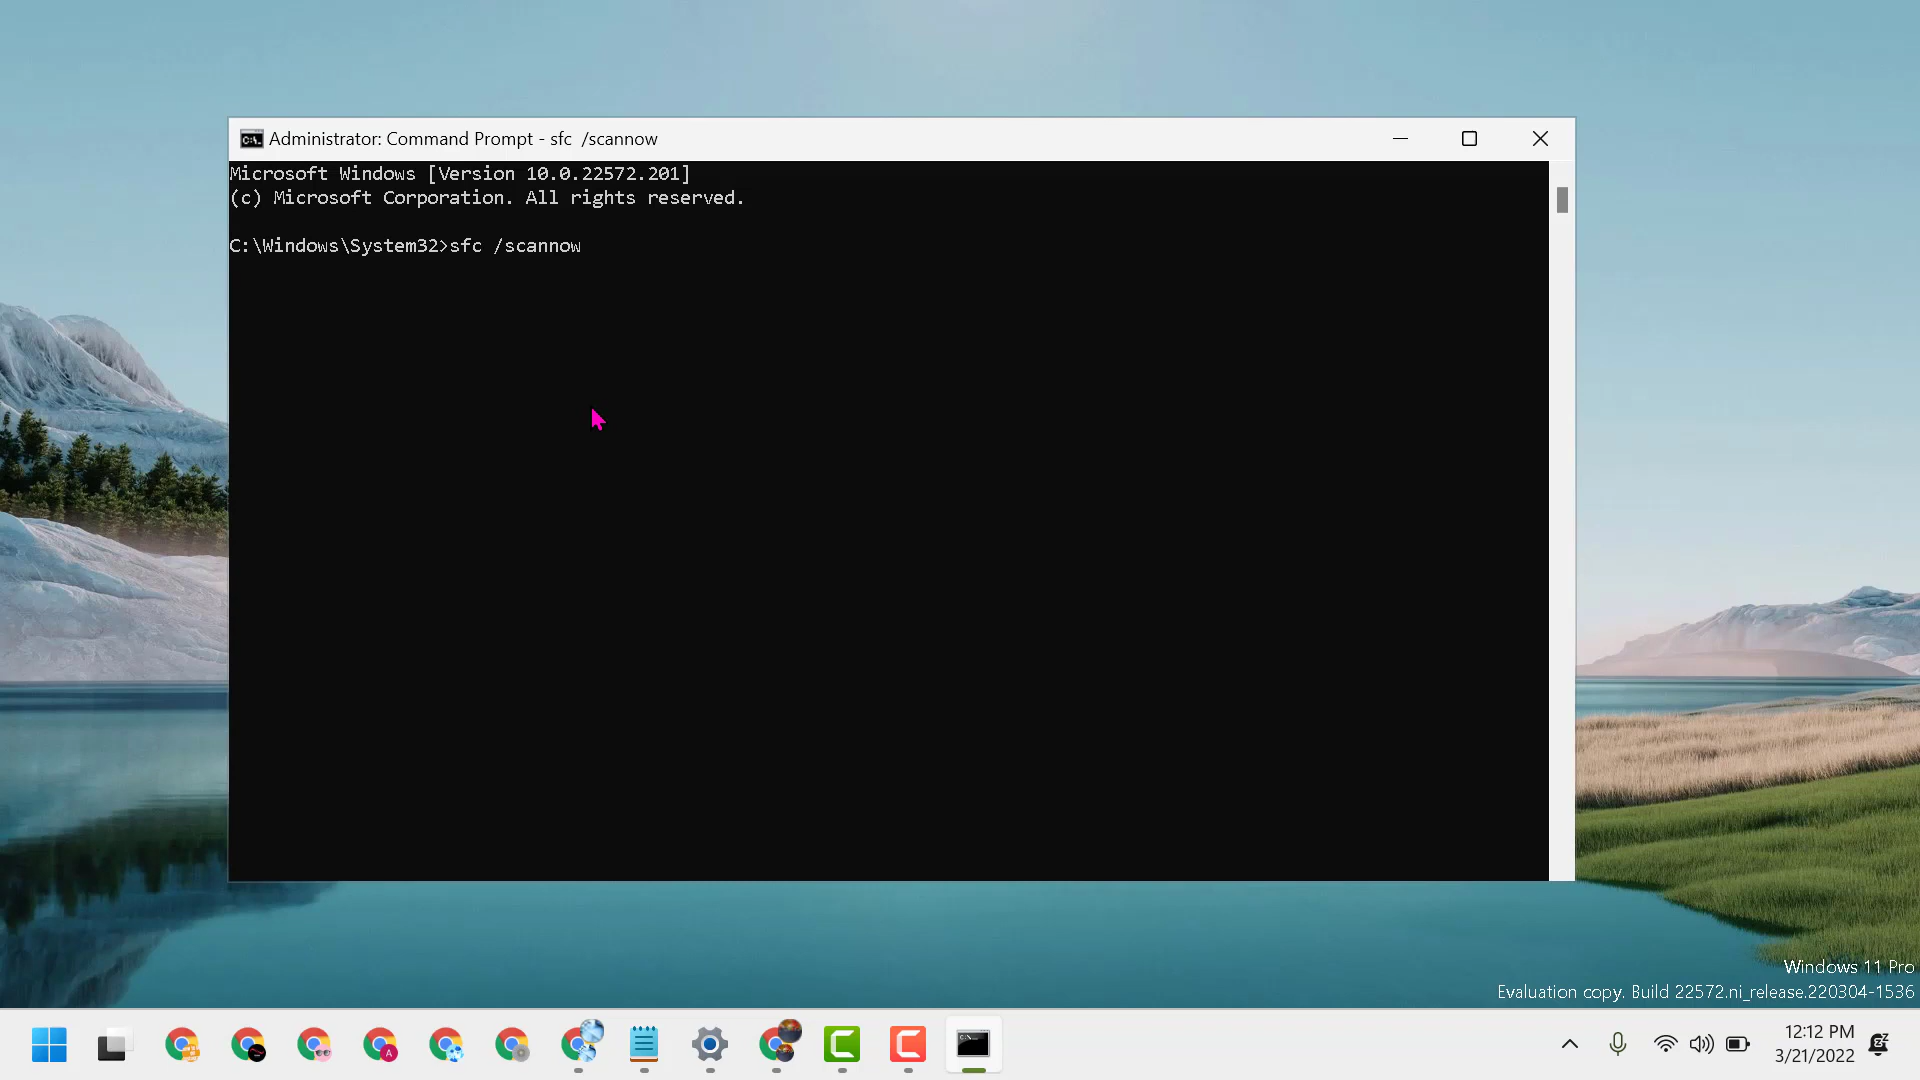 Administrator: Command Prompt - sfc  /scannow
Microsoft Windows [Version 10.0.22572.201]
(c) Microsoft Corporation. All rights reserved.
C:\Windows\System32>sfc /scannow
Windows 11 Pro
Evaluation copy. Build 22572.ni_release.220304-1536
A
12:12 PM
3/21/2022